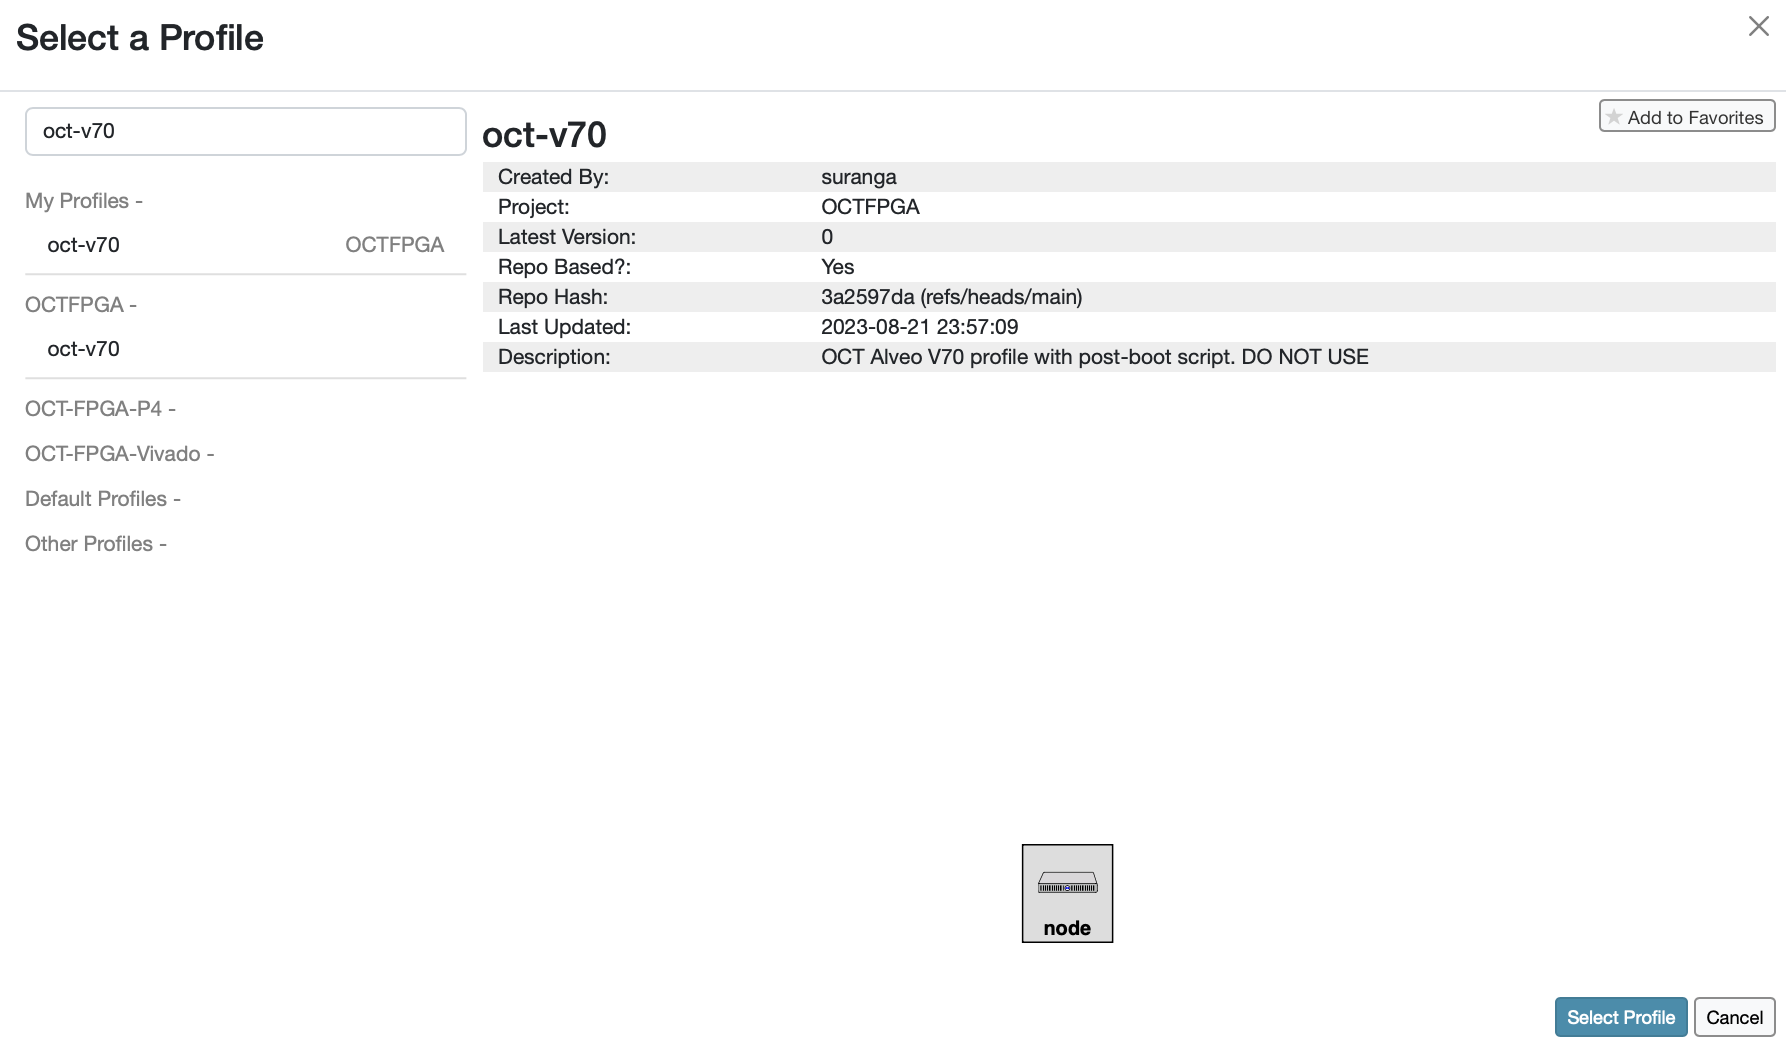 Select a Profile
oct-v70
My Profiles -
oct-v70 OCTFPGA
OCTFPGA -
oct-v70
OCT-FPGA-P4 -
OCT-FPGA-Vivado -
Default Profiles -
Other Profiles -
Add to Favorites
oct-v70
Created By: suranga
Project: OCTFPGA
Latest Version: 0
Repo Based?: Yes
Repo Hash: 3a2597da (refs/heads/main)
Last Updated: 2023-08-21 23:57:09
Description: OCT Alveo V70 profile with post-boot script. DO NOT USE
node
Select Profile Cancel